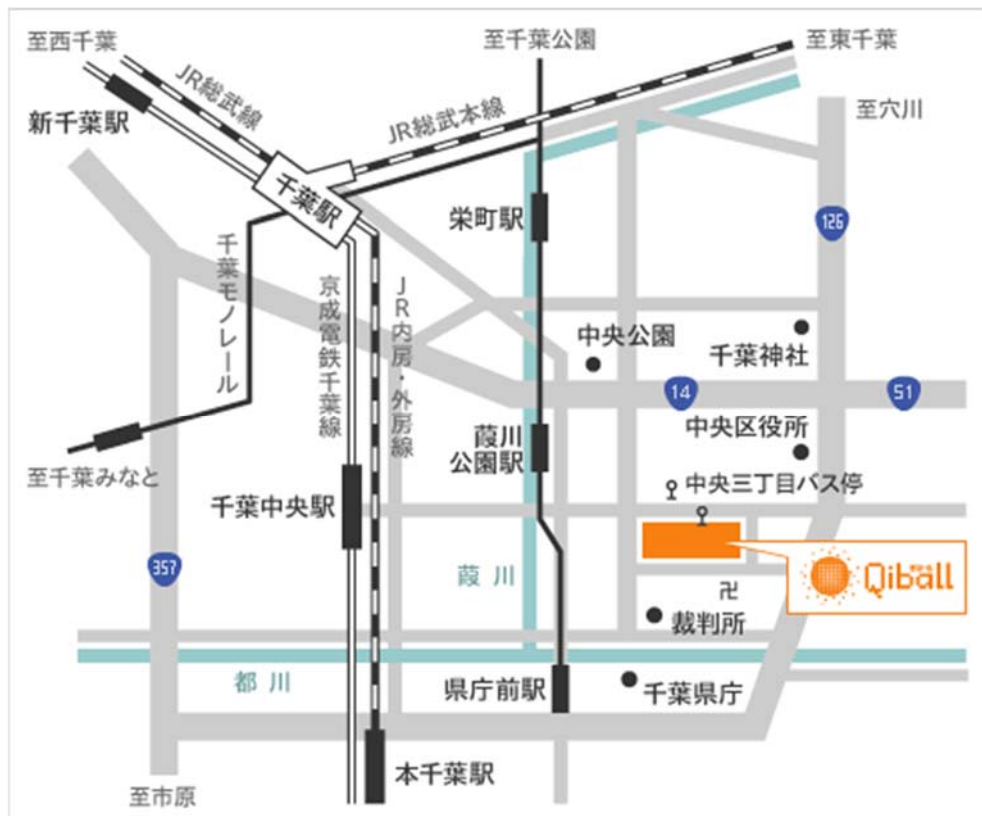 至西千葉
至千葉公園
至東千葉
JR総武線
新千葉駅
JR総武本線
至穴川
千葉駅
栄町駅
126
千葉モノレール
京成電鉄千葉線
JR内房・外房線
中央公園
千葉神社
14
51
葭川
公園駅
中央区役所
至千葉みなと
千葉中央駅
中央三丁目バス停
357
葭川
卍
Qiball
裁判所
都川
県庁前駅
千葉県庁
本千葉駅
至市原